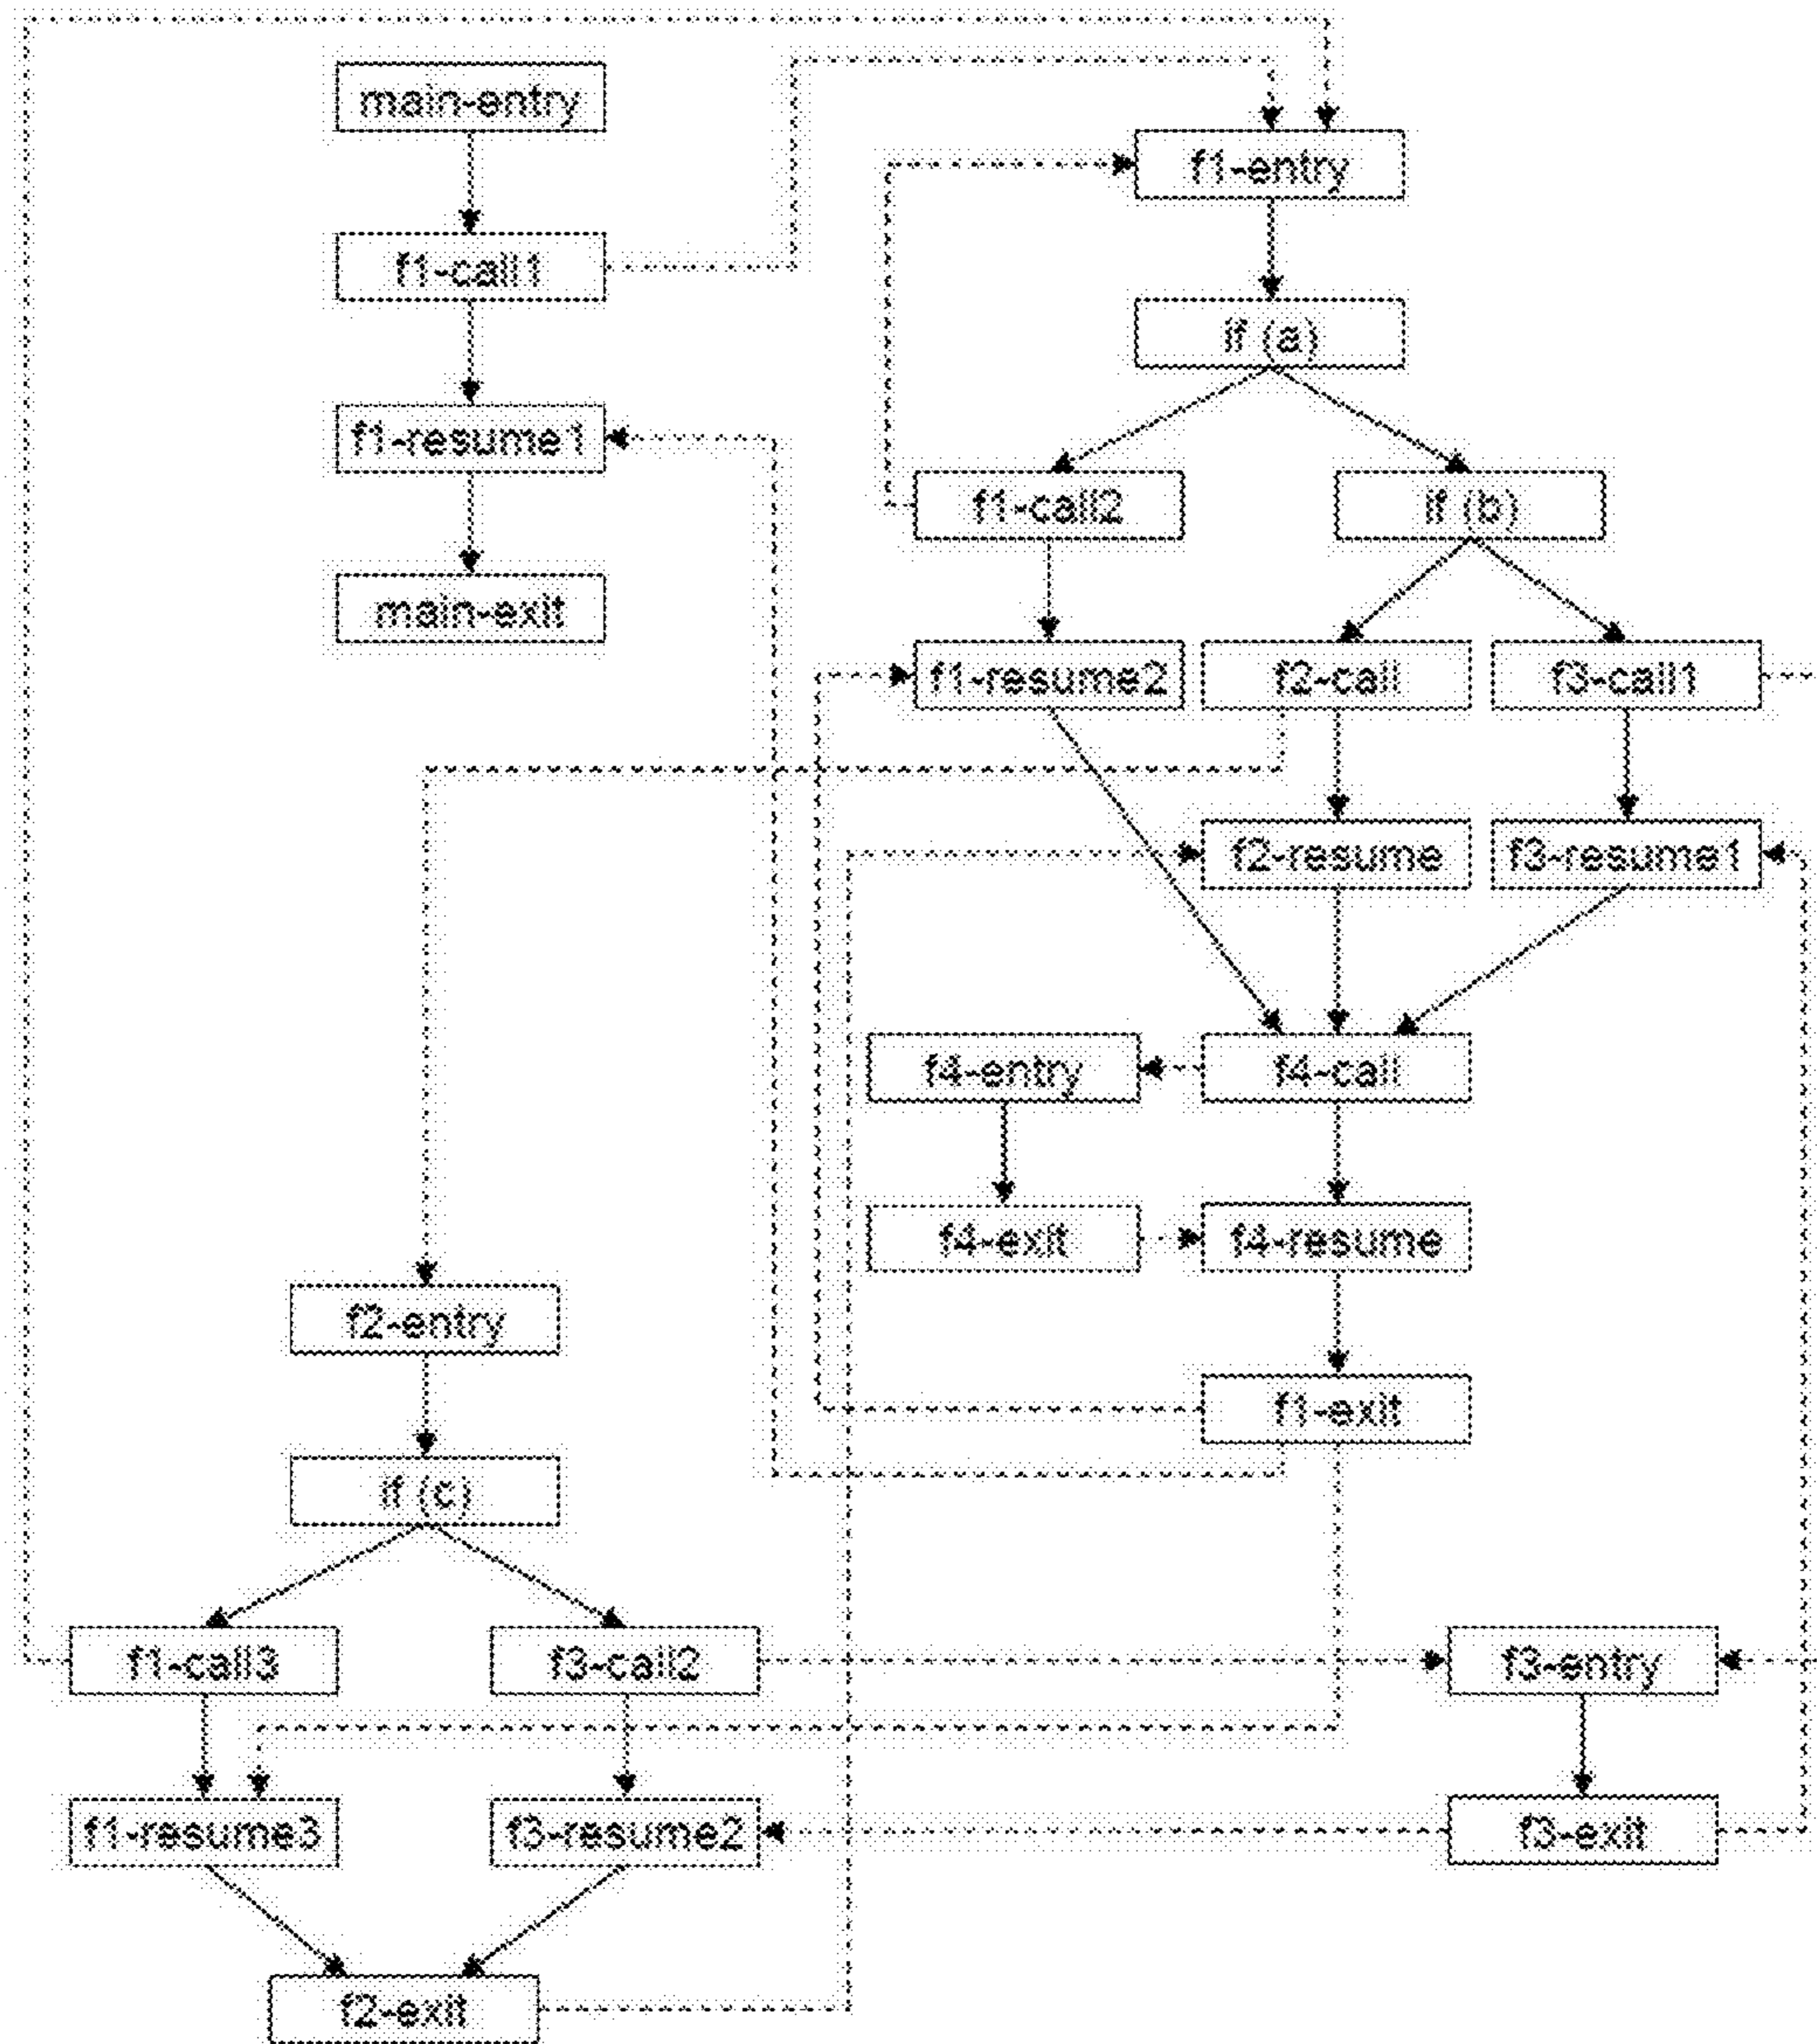 main-entry
f1-entry
f1-call1
if (a)
f1-resume1
f1-call2
if (b)
main-exit
f1-resume2
f2-call
f3-call1
f2-resume
f3-resume1
f4-entry
f4-call
f4-exit
f4-resume
f2-entry
f1-exit
if (c)
f1-call3
f3-call2
f3-entry
f1-resume3
f3-resume2
f3-exit
f2-exit